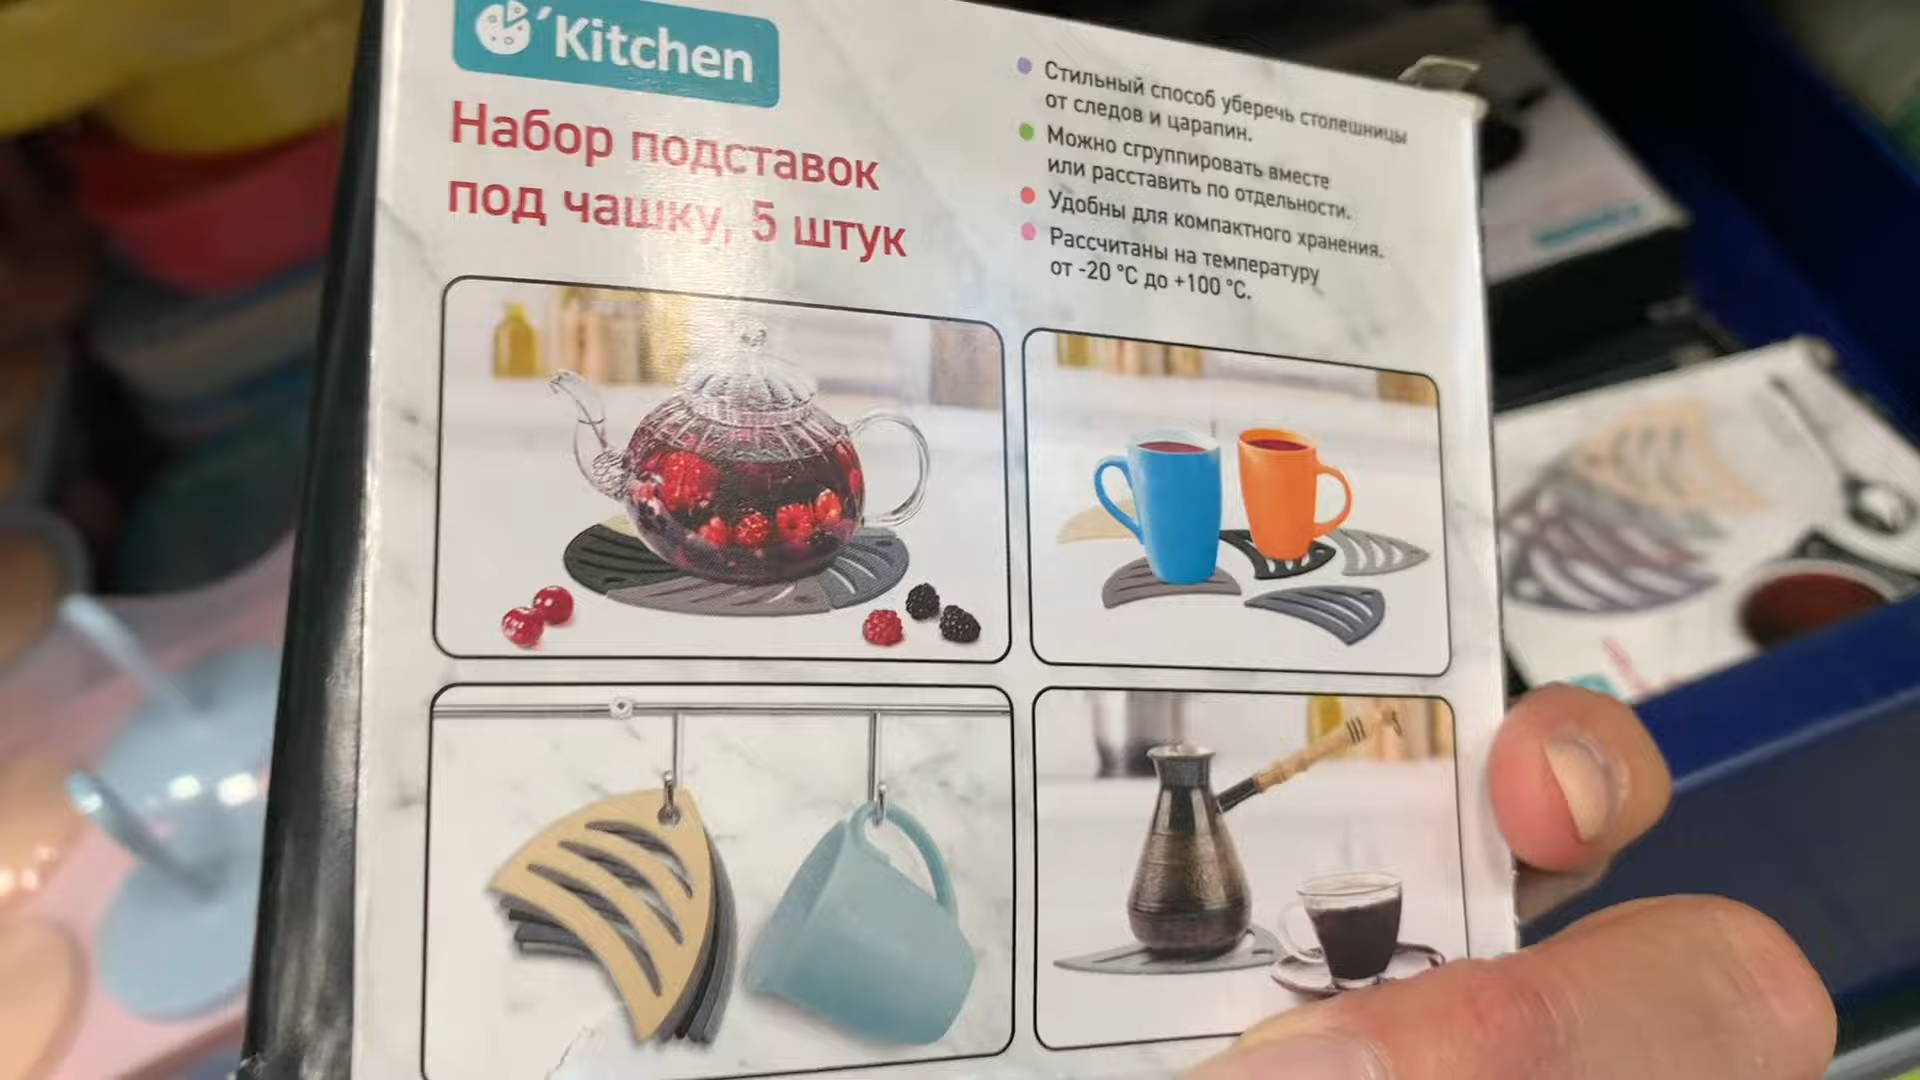 'Kitchen
Набор подставок
под чашку, 5 штук
Стильный способ уберечь столешницы
от следов и царапин.
Можно сгруппировать вместе
или расставить по отдельности.
Удобны для компактного хранения.
Рассчитаны на температуру
от -20 °C до +100 °C.